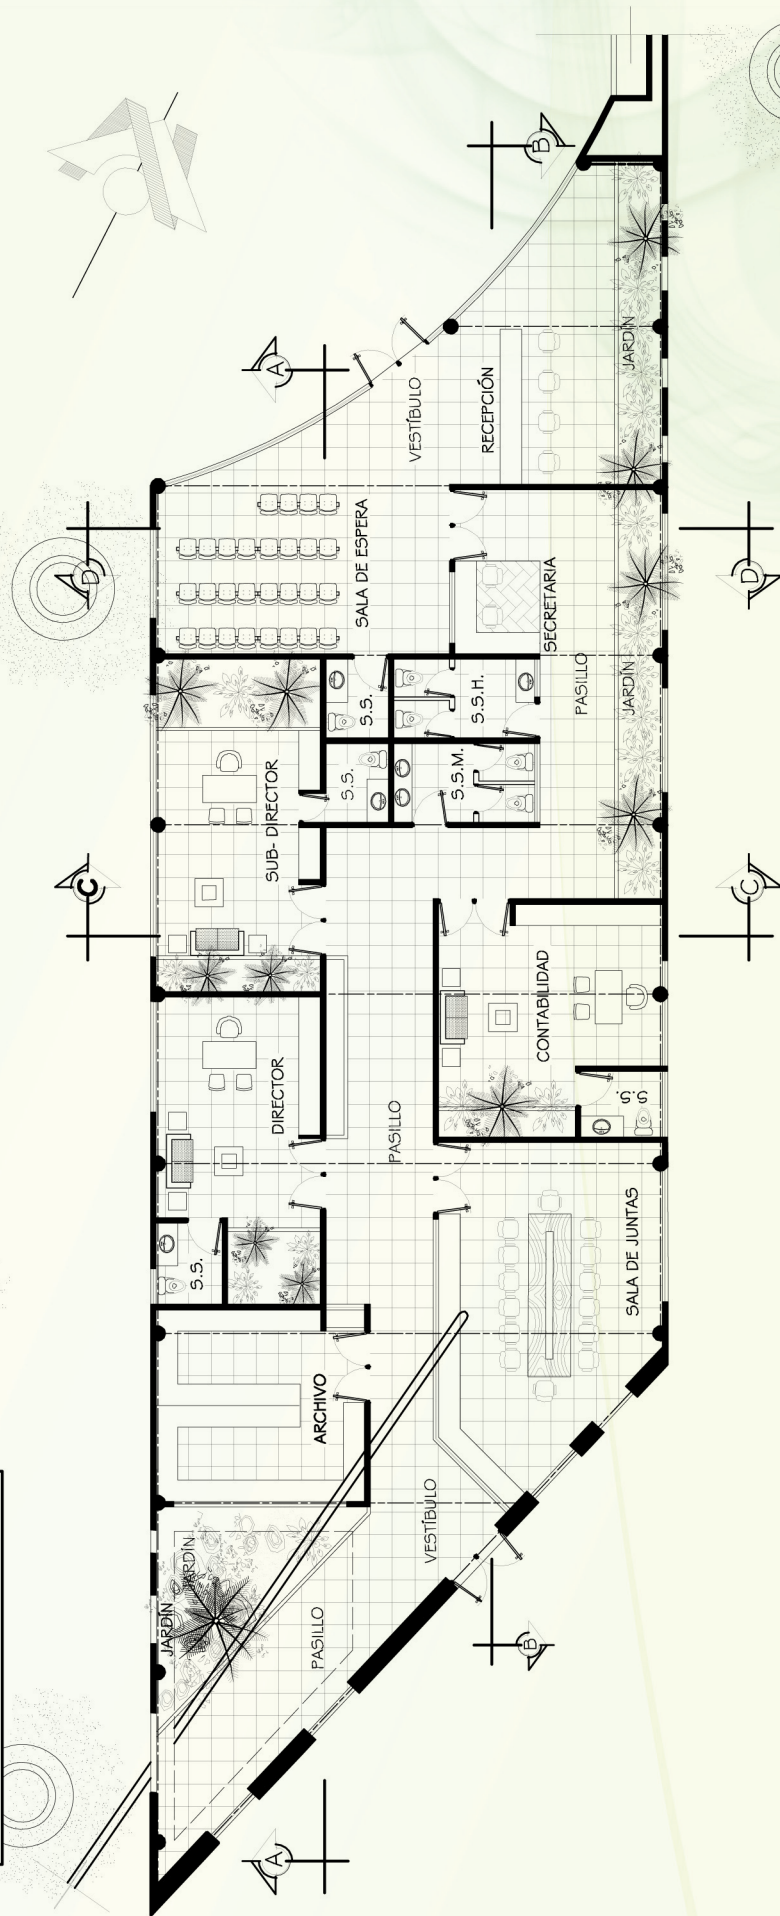 B
A
JARDÍN
VESTÍBULO
RECEPCIÓN
D
SALA DE ESPERA
SECRETARIA
D
S.S.
S.S.H.
PASILLO
JARDÍN
S.S.
S.S.M.
SUB- DIRECTOR
C
C
CONTABILIDAD
DIRECTOR
S.S.
PASILLO
S.S.
SALA DE JUNTAS
ARCHIVO
VESTÍBULO
JARDÍN
JARDÍN
PASILLO
B
A